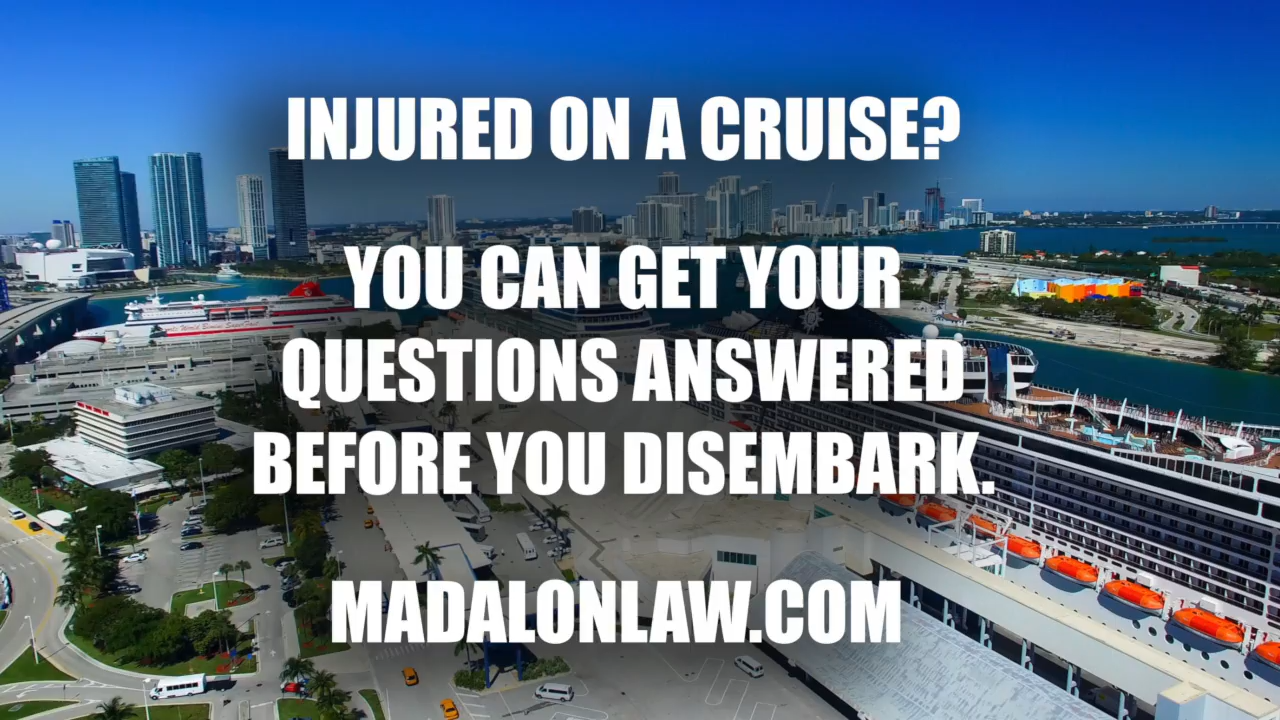 INJURED ON A CRUISE?
YOU CAN GET YOUR
QUESTIONS ANSWERED
BEFORE YOU DISEMBARK.
MADALONLAW.COM